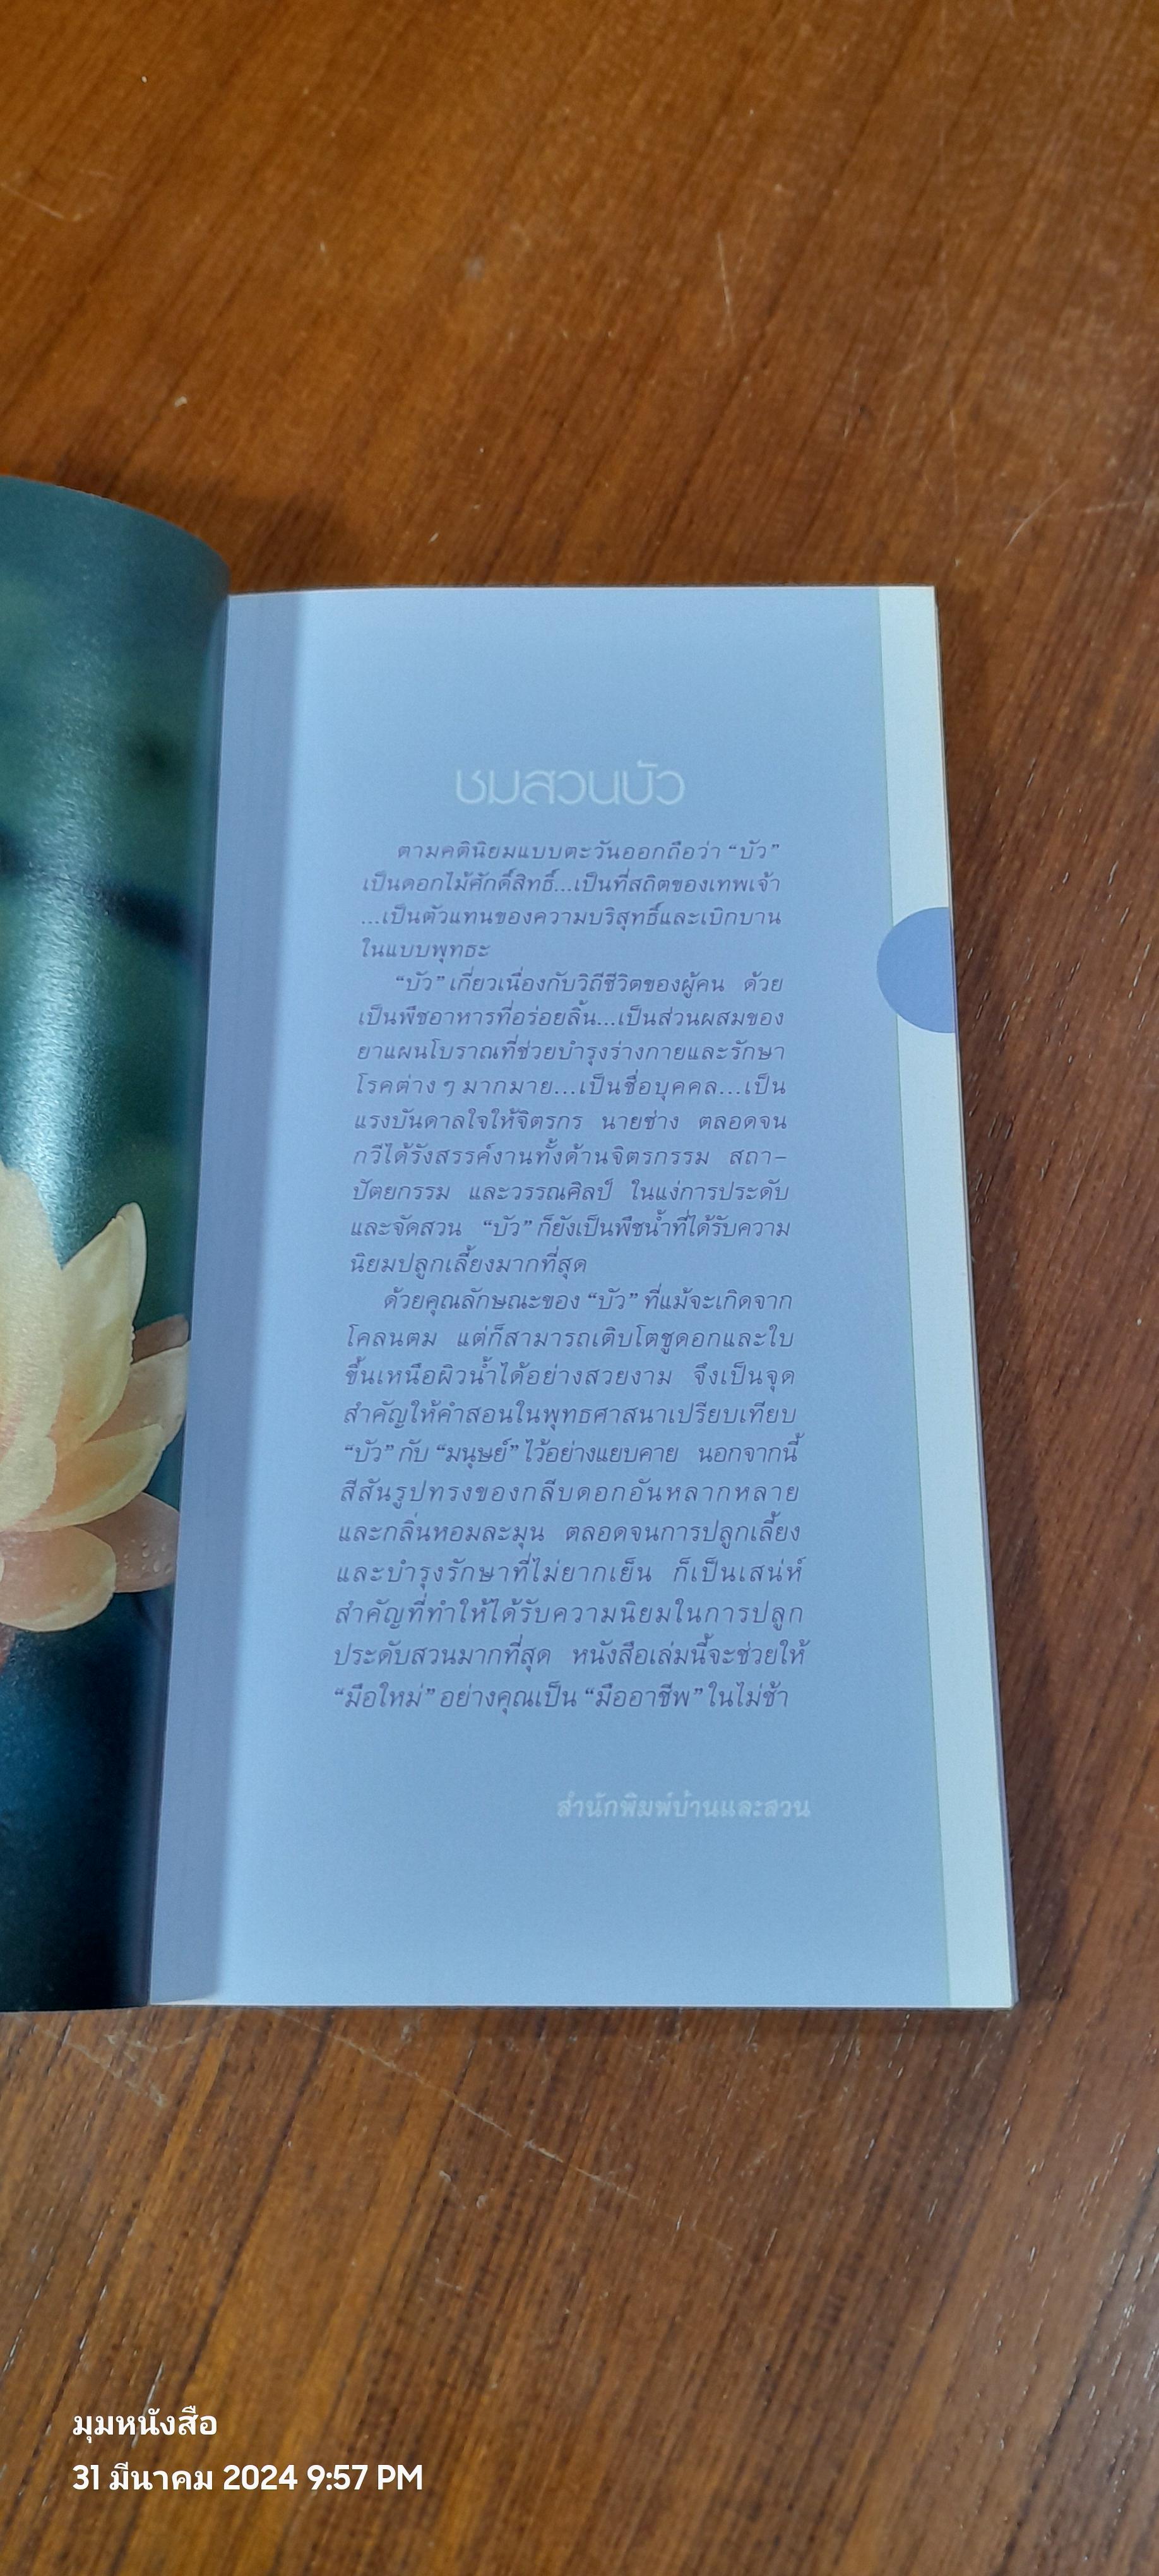 ชมสวนบัว
ตามคตินิยมแบบตะวันออกถือว่า “บัว”
เป็นดอกไม้ศักดิ์สิทธิ์...เป็นที่สถิตของเทพเจ้า
...เป็นตัวแทนของความบริสุทธิ์และเบิกบาน
ในแบบพุทธะ
“บัว” เกี่ยวเนื่องกับวิถีชีวิตของผู้คน ด้วย
เป็นพืชอาหารที่อร่อยลิ้น...เป็นส่วนผสมของ
ยาแผนโบราณที่ช่วยบำรุงร่างกายและรักษา
โรคต่าง ๆ มากมาย...เป็นชื่อบุคคล...เป็น
แรงบันดาลใจให้จิตรกร นายช่าง ตลอดจน
กวีได้รังสรรค์งานทั้งด้านจิตรกรรม สถา–
ปัตยกรรม และวรรณศิลป์ ในแง่การประดับ
และจัดสวน “บัว” ก็ยังเป็นพืชน้ำที่ได้รับความ
นิยมปลูกเลี้ยงมากที่สุด
ด้วยคุณลักษณะของ “บัว” ที่แม้จะเกิดจาก
โคลนตม แต่ก็สามารถเติบโตชูดอกและใบ
ขึ้นเหนือผิวน้ำได้อย่างสวยงาม จึงเป็นจุด
สำคัญให้คำสอนในพุทธศาสนาเปรียบเทียบ
“บัว” กับ “มนุษย์” ไว้อย่างแยบคาย นอกจากนี้
สีสันรูปทรงของกลีบดอกอันหลากหลาย
และกลิ่นหอมละมุน ตลอดจนการปลูกเลี้ยง
และบำรุงรักษาที่ไม่ยากเย็น ก็เป็นเสน่ห์
สำคัญที่ทำให้ได้รับความนิยมในการปลูก
ประดับสวนมากที่สุด หนังสือเล่มนี้จะช่วยให้
“มือใหม่” อย่างคุณเป็น “มืออาชีพ” ในไม่ช้า
สำนักพิมพ์บ้านและสวน
มุมหนังสือ
31 มีนาคม 2024 9:57 PM